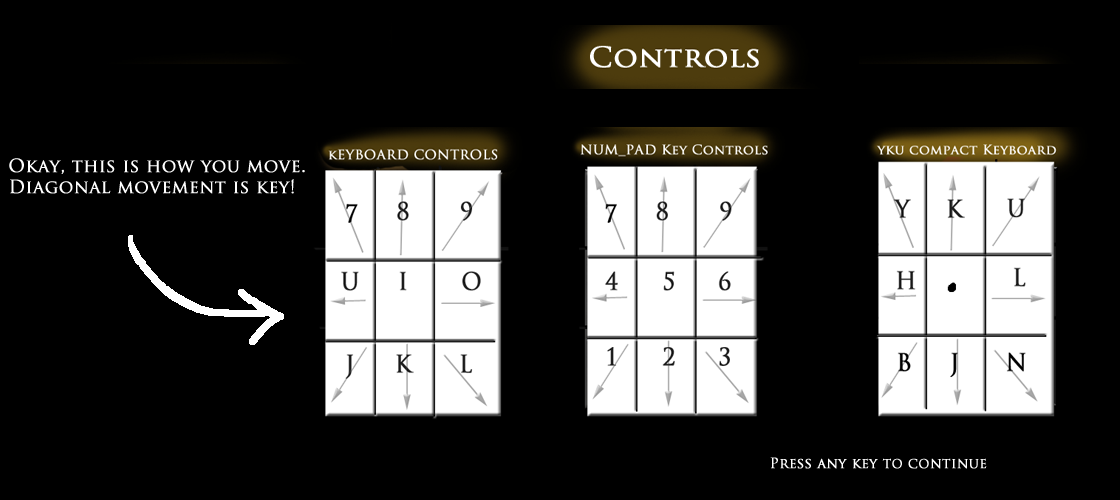 Controls
Okay, this is how you move.
Diagonal movement is key!
keyboard controls
7 8 9
U I O
J K L
Num_pad Key Controls
7 8 9
4 5 6
1 2 3
yku compact Keyboard
Y K U
H . L
B J N
Press any key to continue